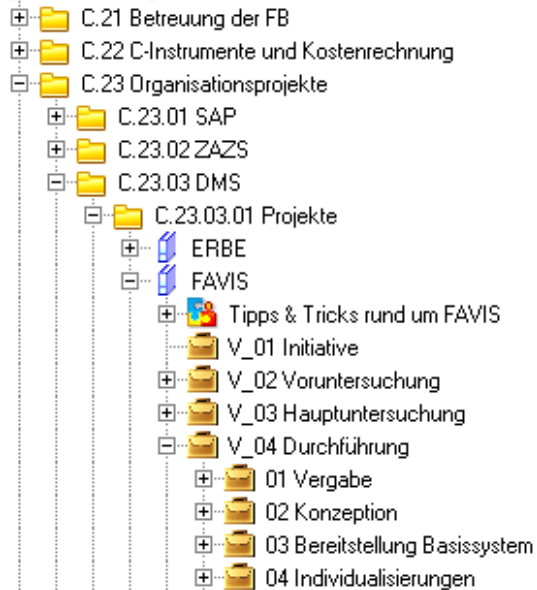 C.21 Betreuung der FB
C.22 C-Instrumente und Kostenrechnung
C.23 Organisationsprojekte
C.23.01 SAP
C.23.02 ZAZS
C.23.03 DMS
C.23.03.01 Projekte
ERBE
FAVIS
Tipps & Tricks rund um FAVIS
V_01 Initiative
V_02 Voruntersuchung
V_03 Hauptuntersuchung
V_04 Durchführung
01 Vergabe
02 Konzeption
03 Bereitstellung Basissystem
04 Individualisierungen